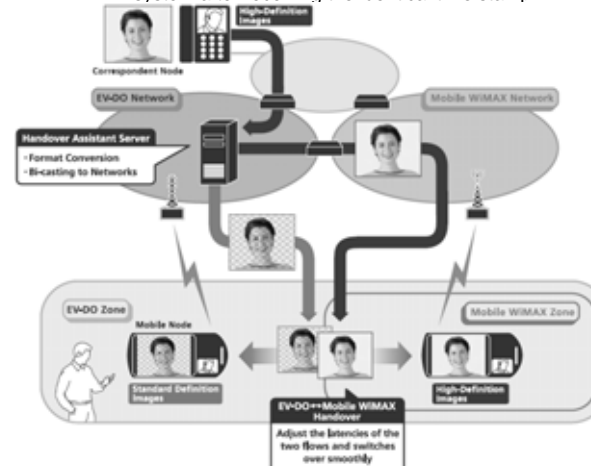 High-Definition
Images
Correspondent Node
EV-DO Network
Mobile WiMAX Network
Handover Assistant Server
· Format Conversion
· Bi-casting to Networks
EV-DO Zone
Mobile WiMAX Zone
Mobile Node
Standard Definition
Images
High-Definition
Images
EV-DO↔Mobile WiMAX
Handover
Adjust the latencies of the
two flows and switches
over smoothly